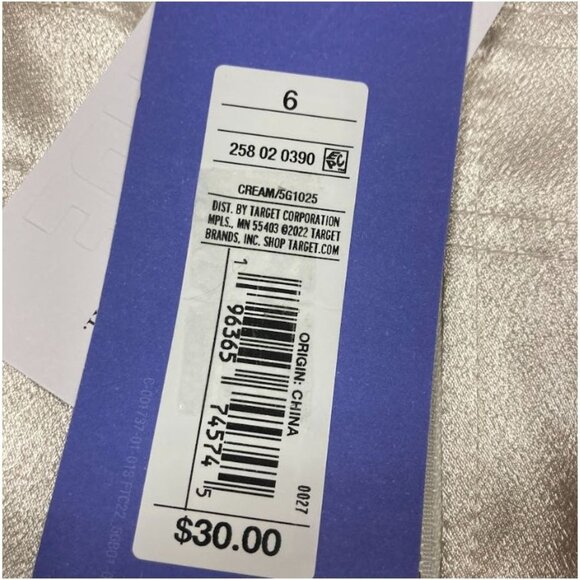 6
258 02 0390 EPC
CREAM/5G1025
DIST. BY TARGET CORPORATION
MPLS., MN 55403 ©2022 TARGET
BRANDS, INC. SHOP TARGET.COM
1 96365 74574 5
ORIGIN: CHINA
0027
$30.00